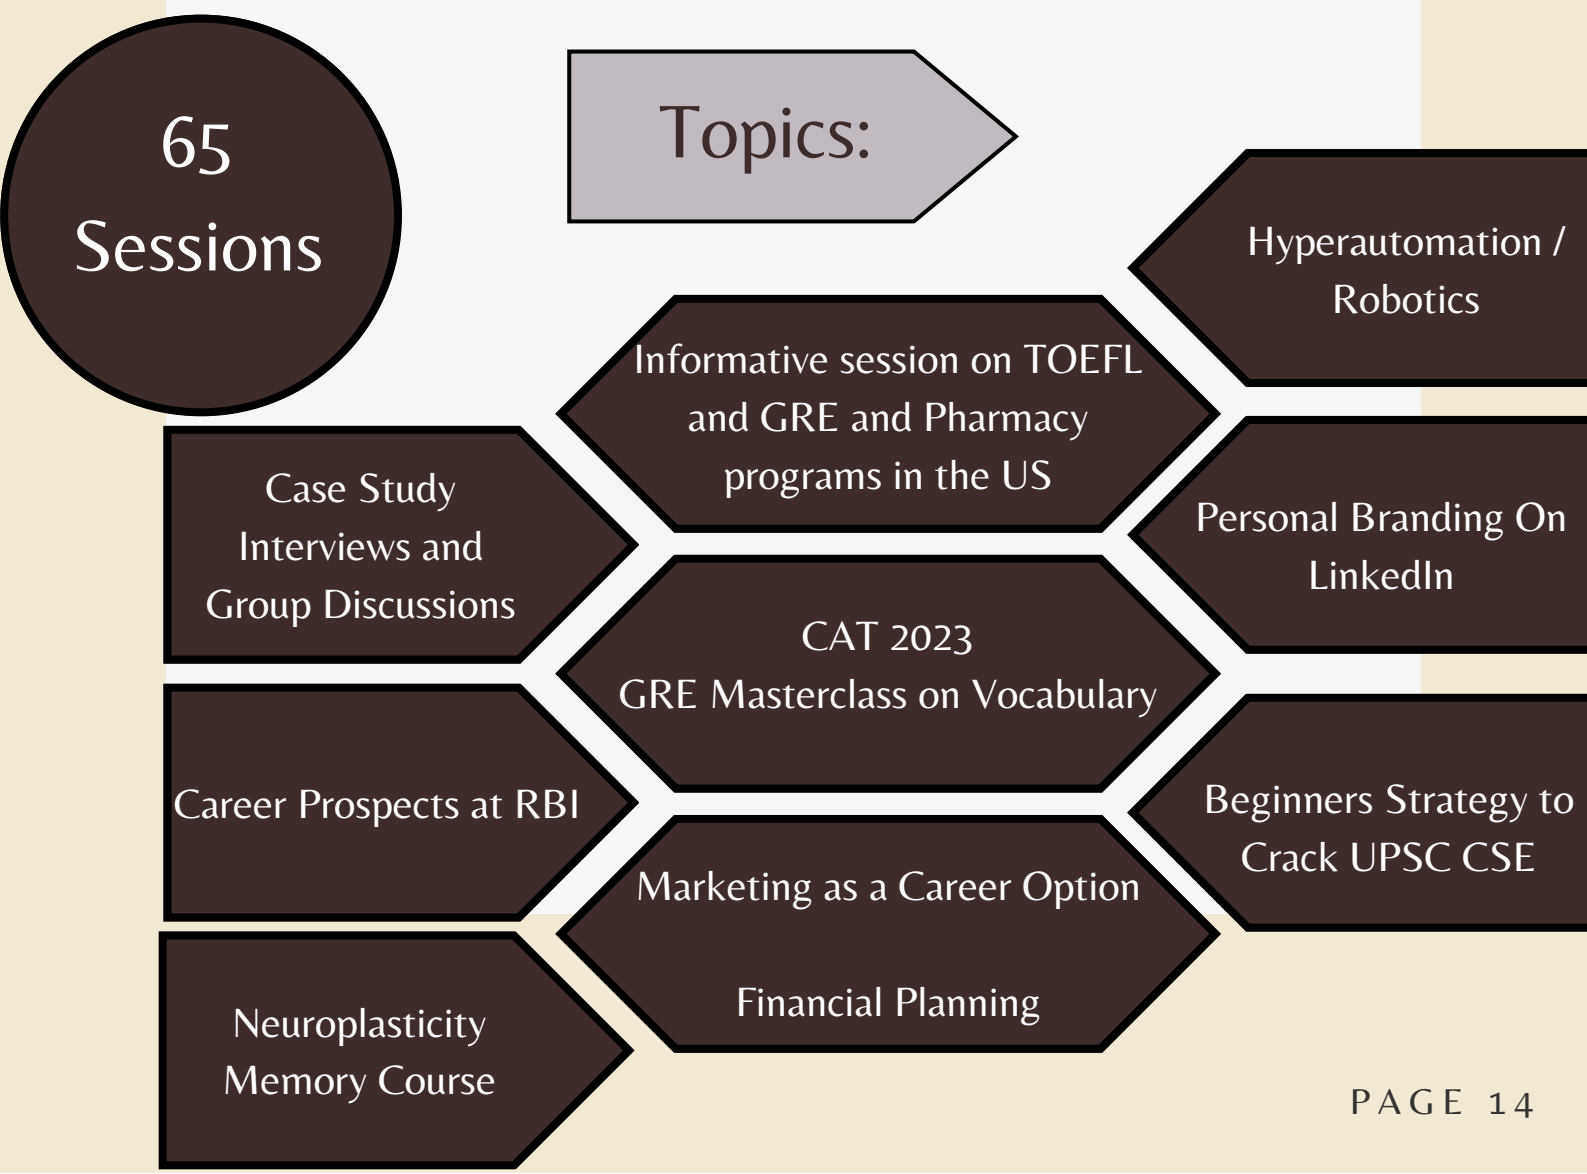 65
Sessions
Topics:
Hyperautomation /
Robotics
Informative session on TOEFL
and GRE and Pharmacy
programs in the US
Case Study
Interviews and
Group Discussions
Personal Branding On
LinkedIn
CAT 2023
GRE Masterclass on Vocabulary
Career Prospects at RBI
Beginners Strategy to
Crack UPSC CSE
Marketing as a Career Option
Financial Planning
Neuroplasticity
Memory Course
PAGE 14